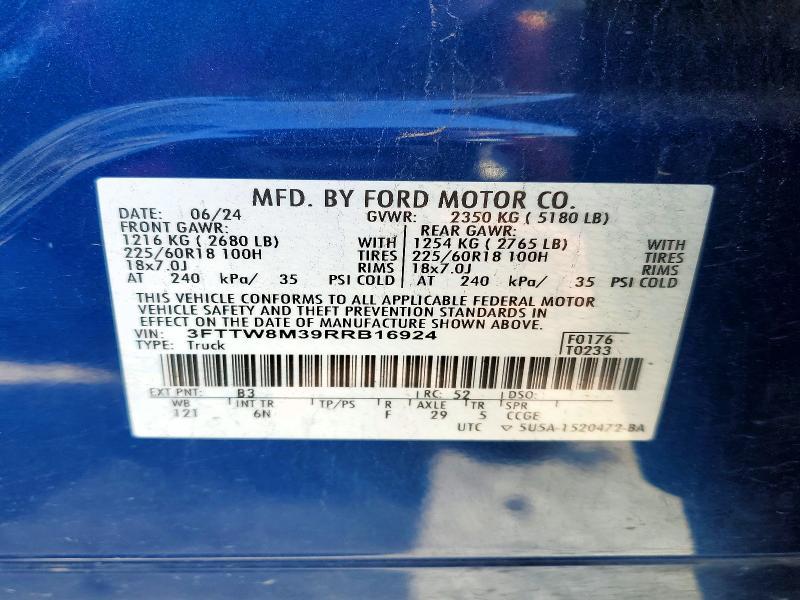 MFD. BY FORD MOTOR CO.
DATE: 06/24 GVWR: 2350 KG ( 5180 LB)
FRONT GAWR: REAR GAWR:
1216 KG ( 2680 LB) WITH 1254 KG ( 2765 LB) WITH
225/60R18 100H TIRES 225/60R18 100H TIRES
18x7.0J RIMS 18x7.0J RIMS
AT 240 kPa/ 35 PSI COLD AT 240 kPa/ 35 PSI COLD
THIS VEHICLE CONFORMS TO ALL APPLICABLE FEDERAL MOTOR
VEHICLE SAFETY AND THEFT PREVENTION STANDARDS IN
EFFECT ON THE DATE OF MANUFACTURE SHOWN ABOVE.
VIN: 3FTTW8M39RRB16924 F0176
TYPE: Truck T0233
EXT PNT: B3 RC: 52 DSO:
WB INT TR TP/PS R AXLE TR SPR
121 6N F 29 5 CCGE
UTC ▽ 5U5A-1520472-BA